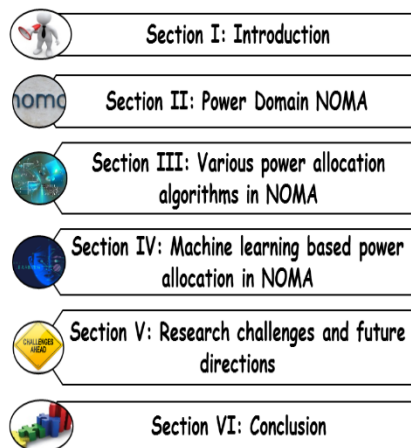 Section I: Introduction
nomo
Section II: Power Domain NOMA
Section III: Various power allocation
algorithms in NOMA
Section IV: Machine learning based power
allocation in NOMA
CHALLENGES
AHEAD
Section V: Research challenges and future
directions
Section VI: Conclusion